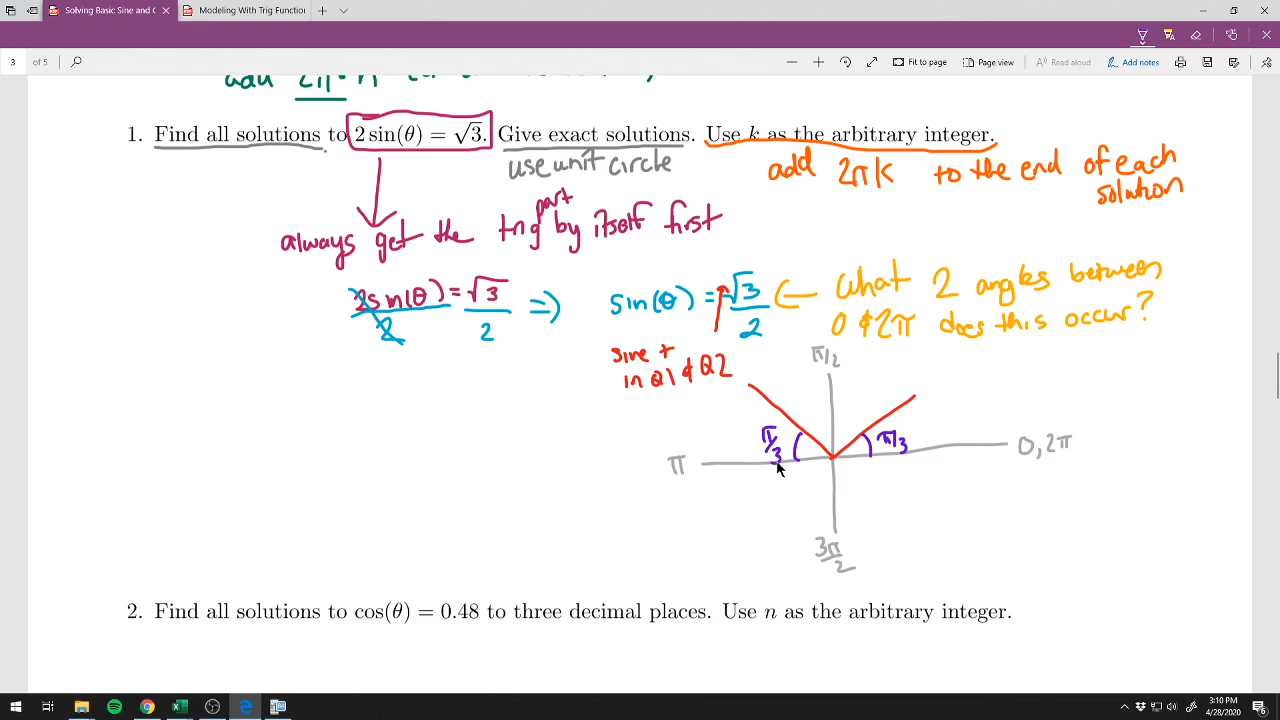 Solving Basic Sine and C
Modeling With Trig Function
3 of 5
Fit to page
Page view
Read aloud
Add notes
add 2π·n
1. Find all solutions to 2 sin(θ) = √3. Give exact solutions. Use k as the arbitrary integer.
use unit circle
add 2πk to the end of each
solution
part
always get the trig by itself first
2sin(θ) = √3
2 2
=> sin(θ) = √3
2
<— What 2 angles between
0 & 2π does this occur?
sine +
in Q1 & Q2
π/2
π/3
π/3
π
0, 2π
3π
2
2. Find all solutions to cos(θ) = 0.48 to three decimal places. Use n as the arbitrary integer.
3:10 PM
4/28/2020
6